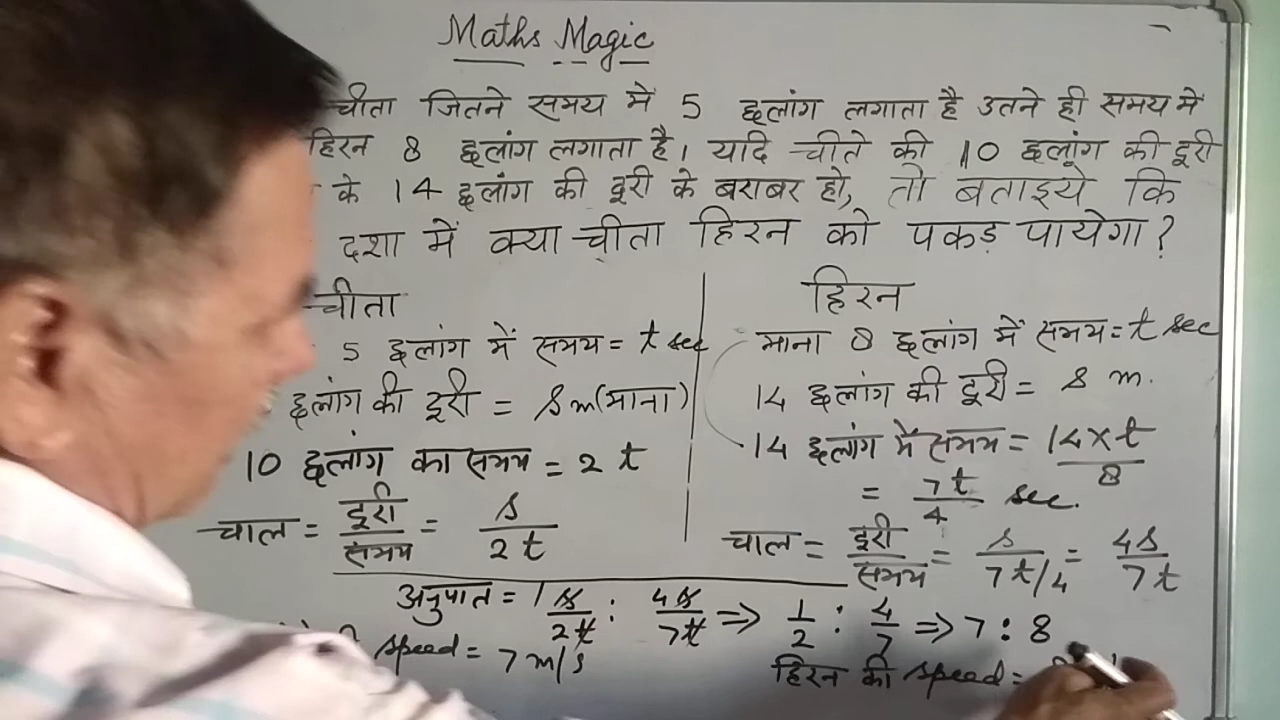 Maths Magic
चीता जितने समय में 5 छलांग लगाता है उतने ही समय में
हिरन 8 छलांग लगाता है। यदि चीते की 10 छलांग की दूरी
के 14 छलांग की दूरी के बराबर हो, तो बताइये कि
दशा में क्या चीता हिरन को पकड़ पायेगा?
चीता
5 छलांग में समय = t sec
छलांग की दूरी = s m (माना)
10 छलांग का समय = 2 t
चाल = दूरी/समय = s/2t
हिरन
माना 8 छलांग में समय = t sec
14 छलांग की दूरी = s m.
14 छलांग में समय = 14×t/8
= 7t/4 sec.
चाल = दूरी/समय = s/7t/4 = 4s/7t
अनुपात = 1s/2t : 4s/7t ⇒ 1/2 : 4/7 ⇒ 7 : 8
speed = 7 m/s
हिरन की speed =